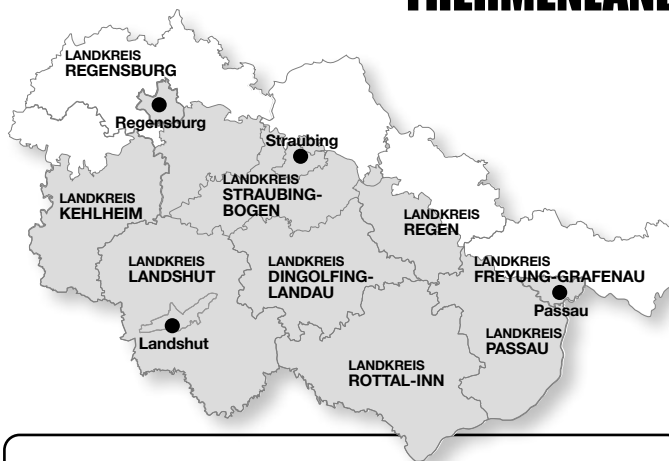 THERMENLAND
LANDKREIS
REGENSBURG
Regensburg
Straubing
LANDKREIS
STRAUBING-
BOGEN
LANDKREIS
KEHLHEIM
LANDKREIS
REGEN
LANDKREIS
LANDSHUT
LANDKREIS
DINGOLFING-
LANDAU
LANDKREIS
FREYUNG-GRAFENAU
Passau
Landshut
LANDKREIS
PASSAU
LANDKREIS
ROTTAL-INN